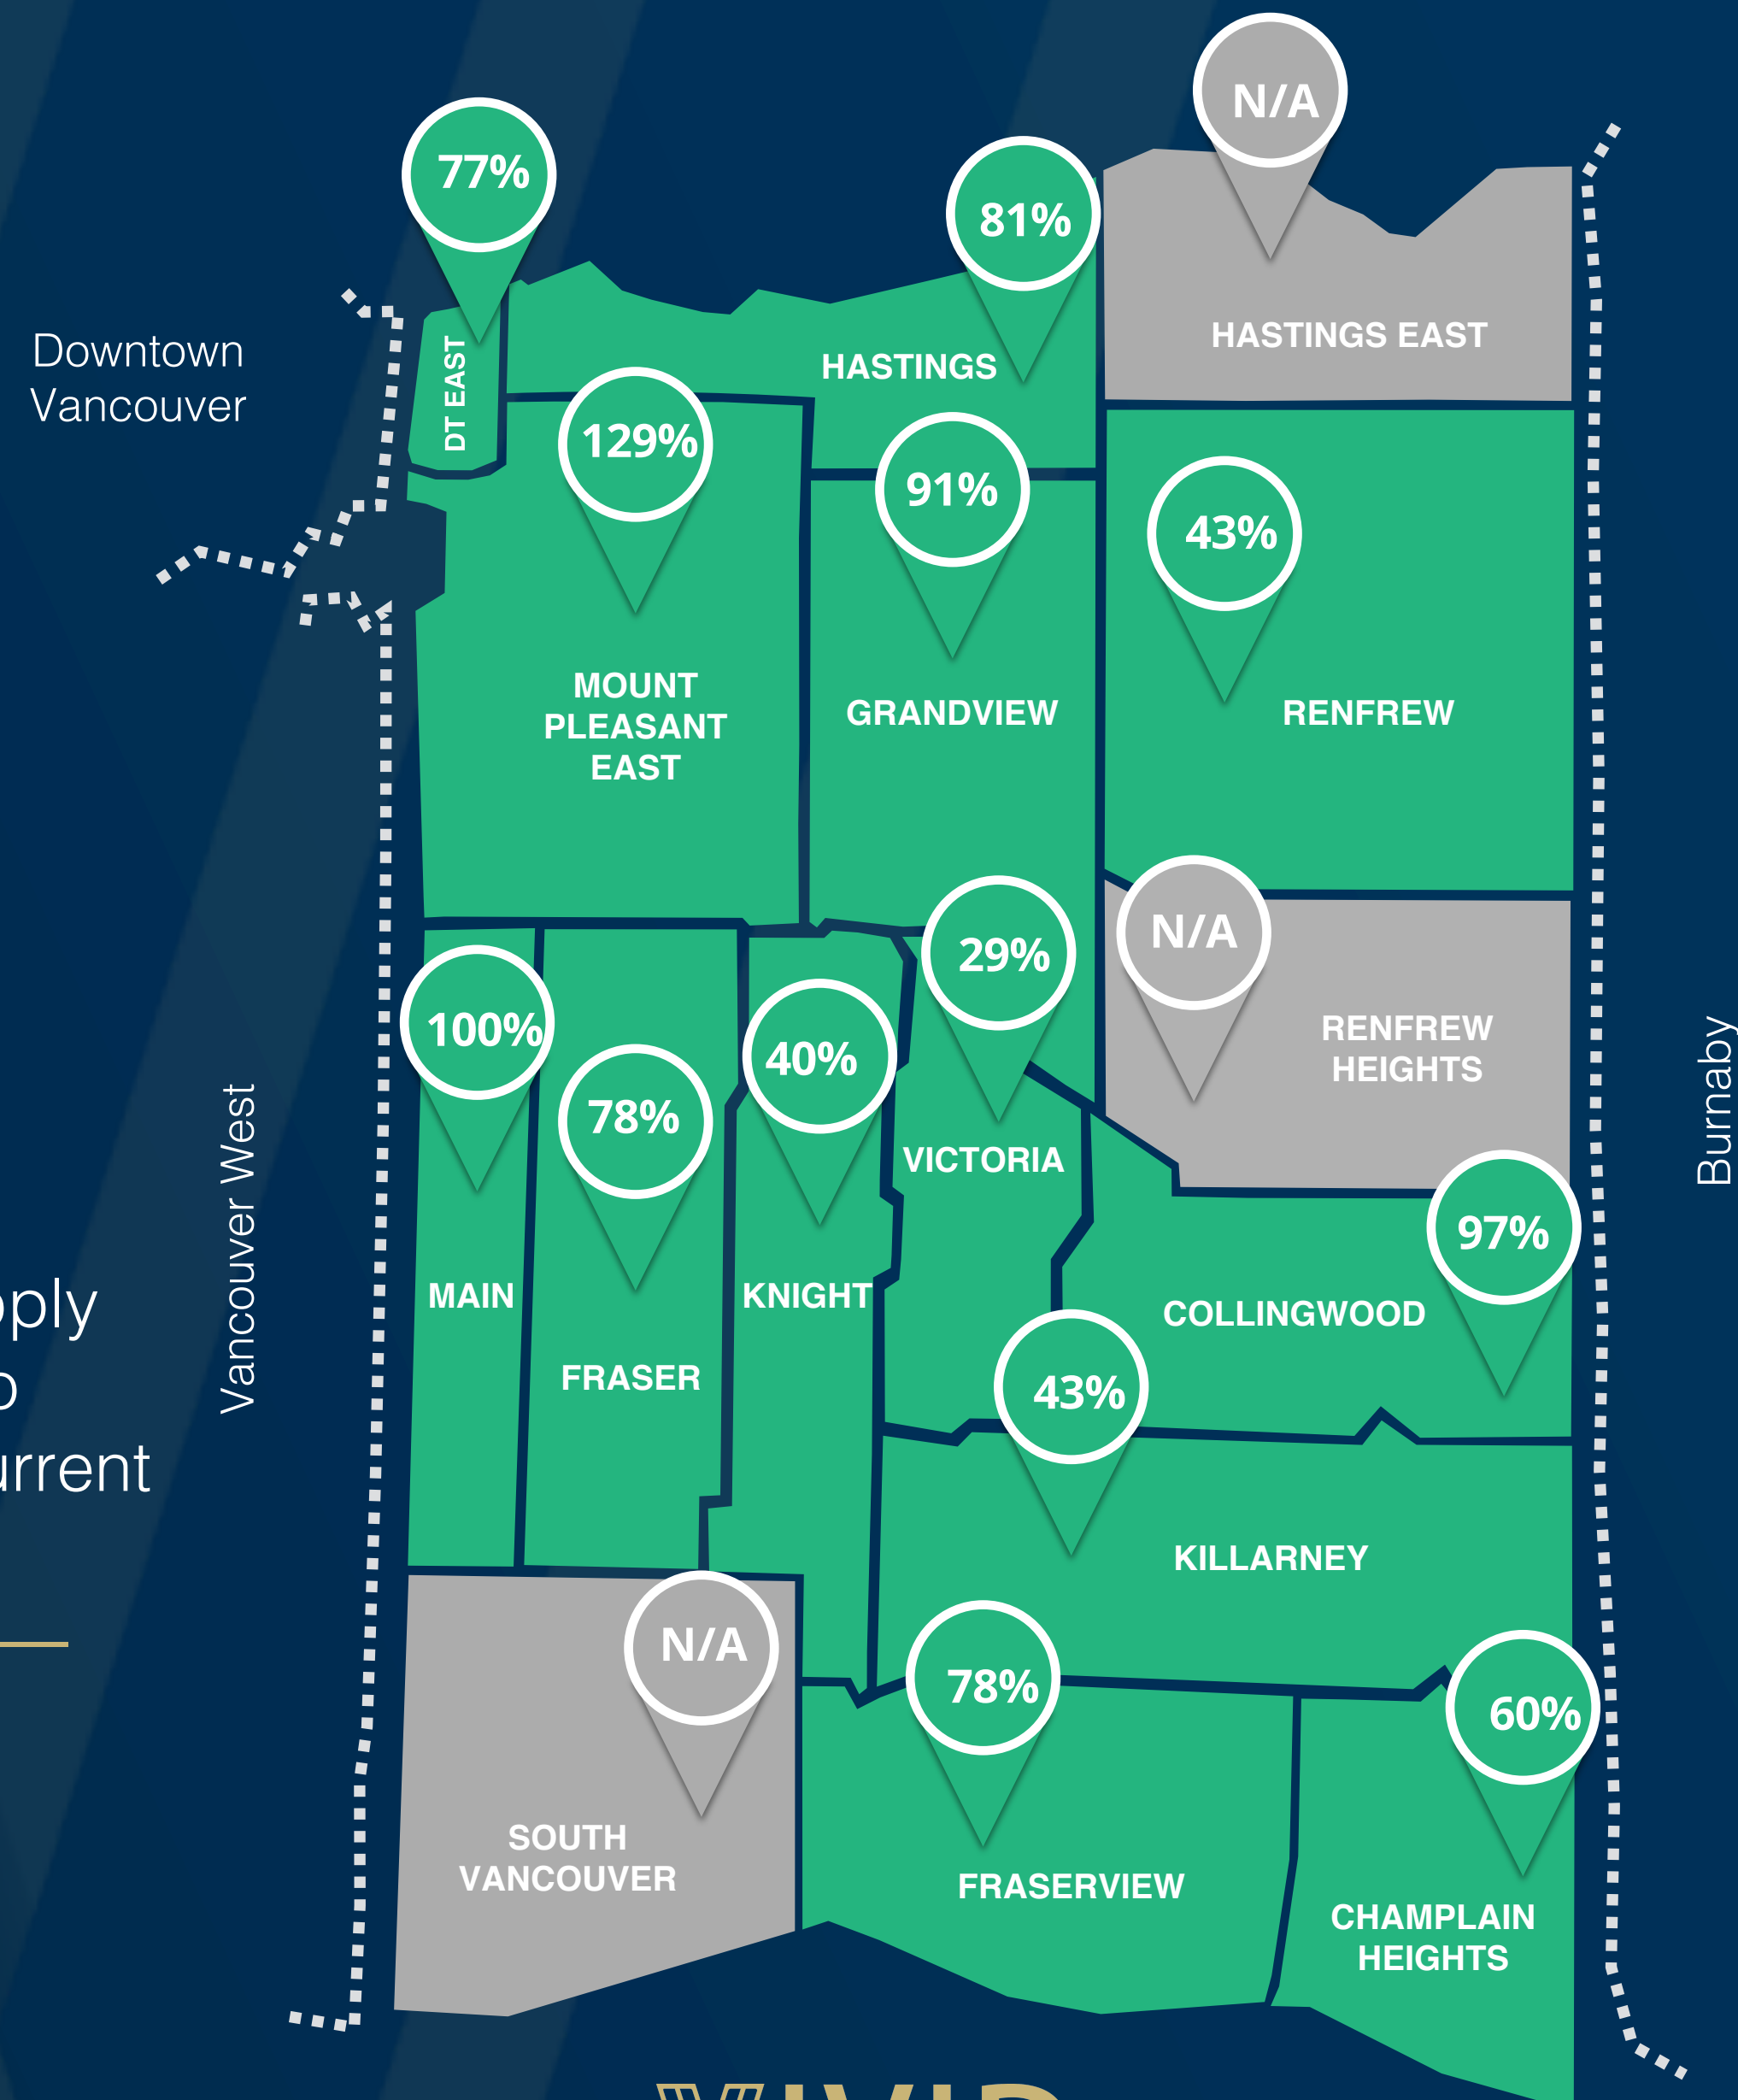 N/A
77%
81%
HASTINGS EAST
Downtown
Vancouver
DT EAST
HASTINGS
129%
91%
43%
MOUNT
PLEASANT
EAST
GRANDVIEW
RENFREW
29%
N/A
100%
40%
78%
RENFREW
HEIGHTS
Burnaby
Vancouver West
VICTORIA
97%
MAIN
KNIGHT
COLLINGWOOD
FRASER
43%
urrent
KILLARNEY
N/A
78%
60%
SOUTH
VANCOUVER
FRASERVIEW
CHAMPLAIN
HEIGHTS